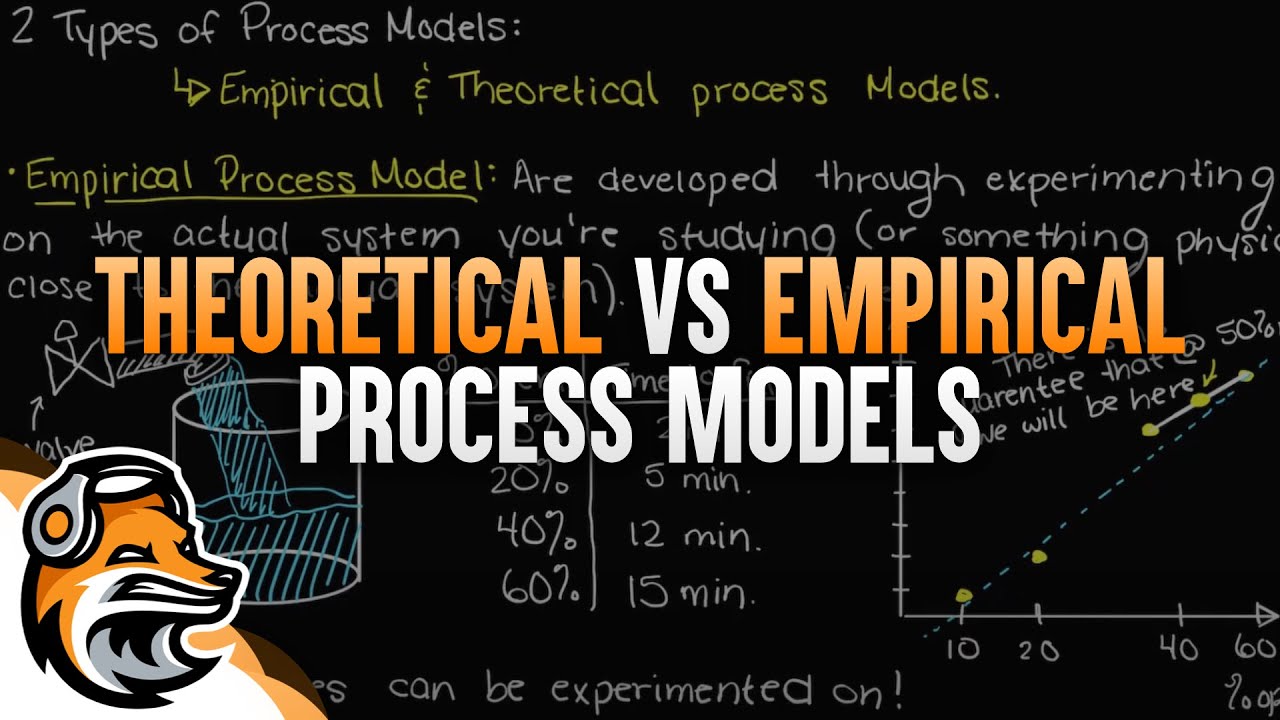 2 Types of Process Models:
↳ Empirical & Theoretical process Models.
• Empirical Process Model: Are developed through experimenting
on the actual system you're studying (or something
close
THEORETICAL VS EMPIRICAL
PROCESS MODELS
valve
20% 5 min.
40% 12 min.
60% 15 min.
There
that @ 50%
we will be here
10 20 40 60
can be experimented on!